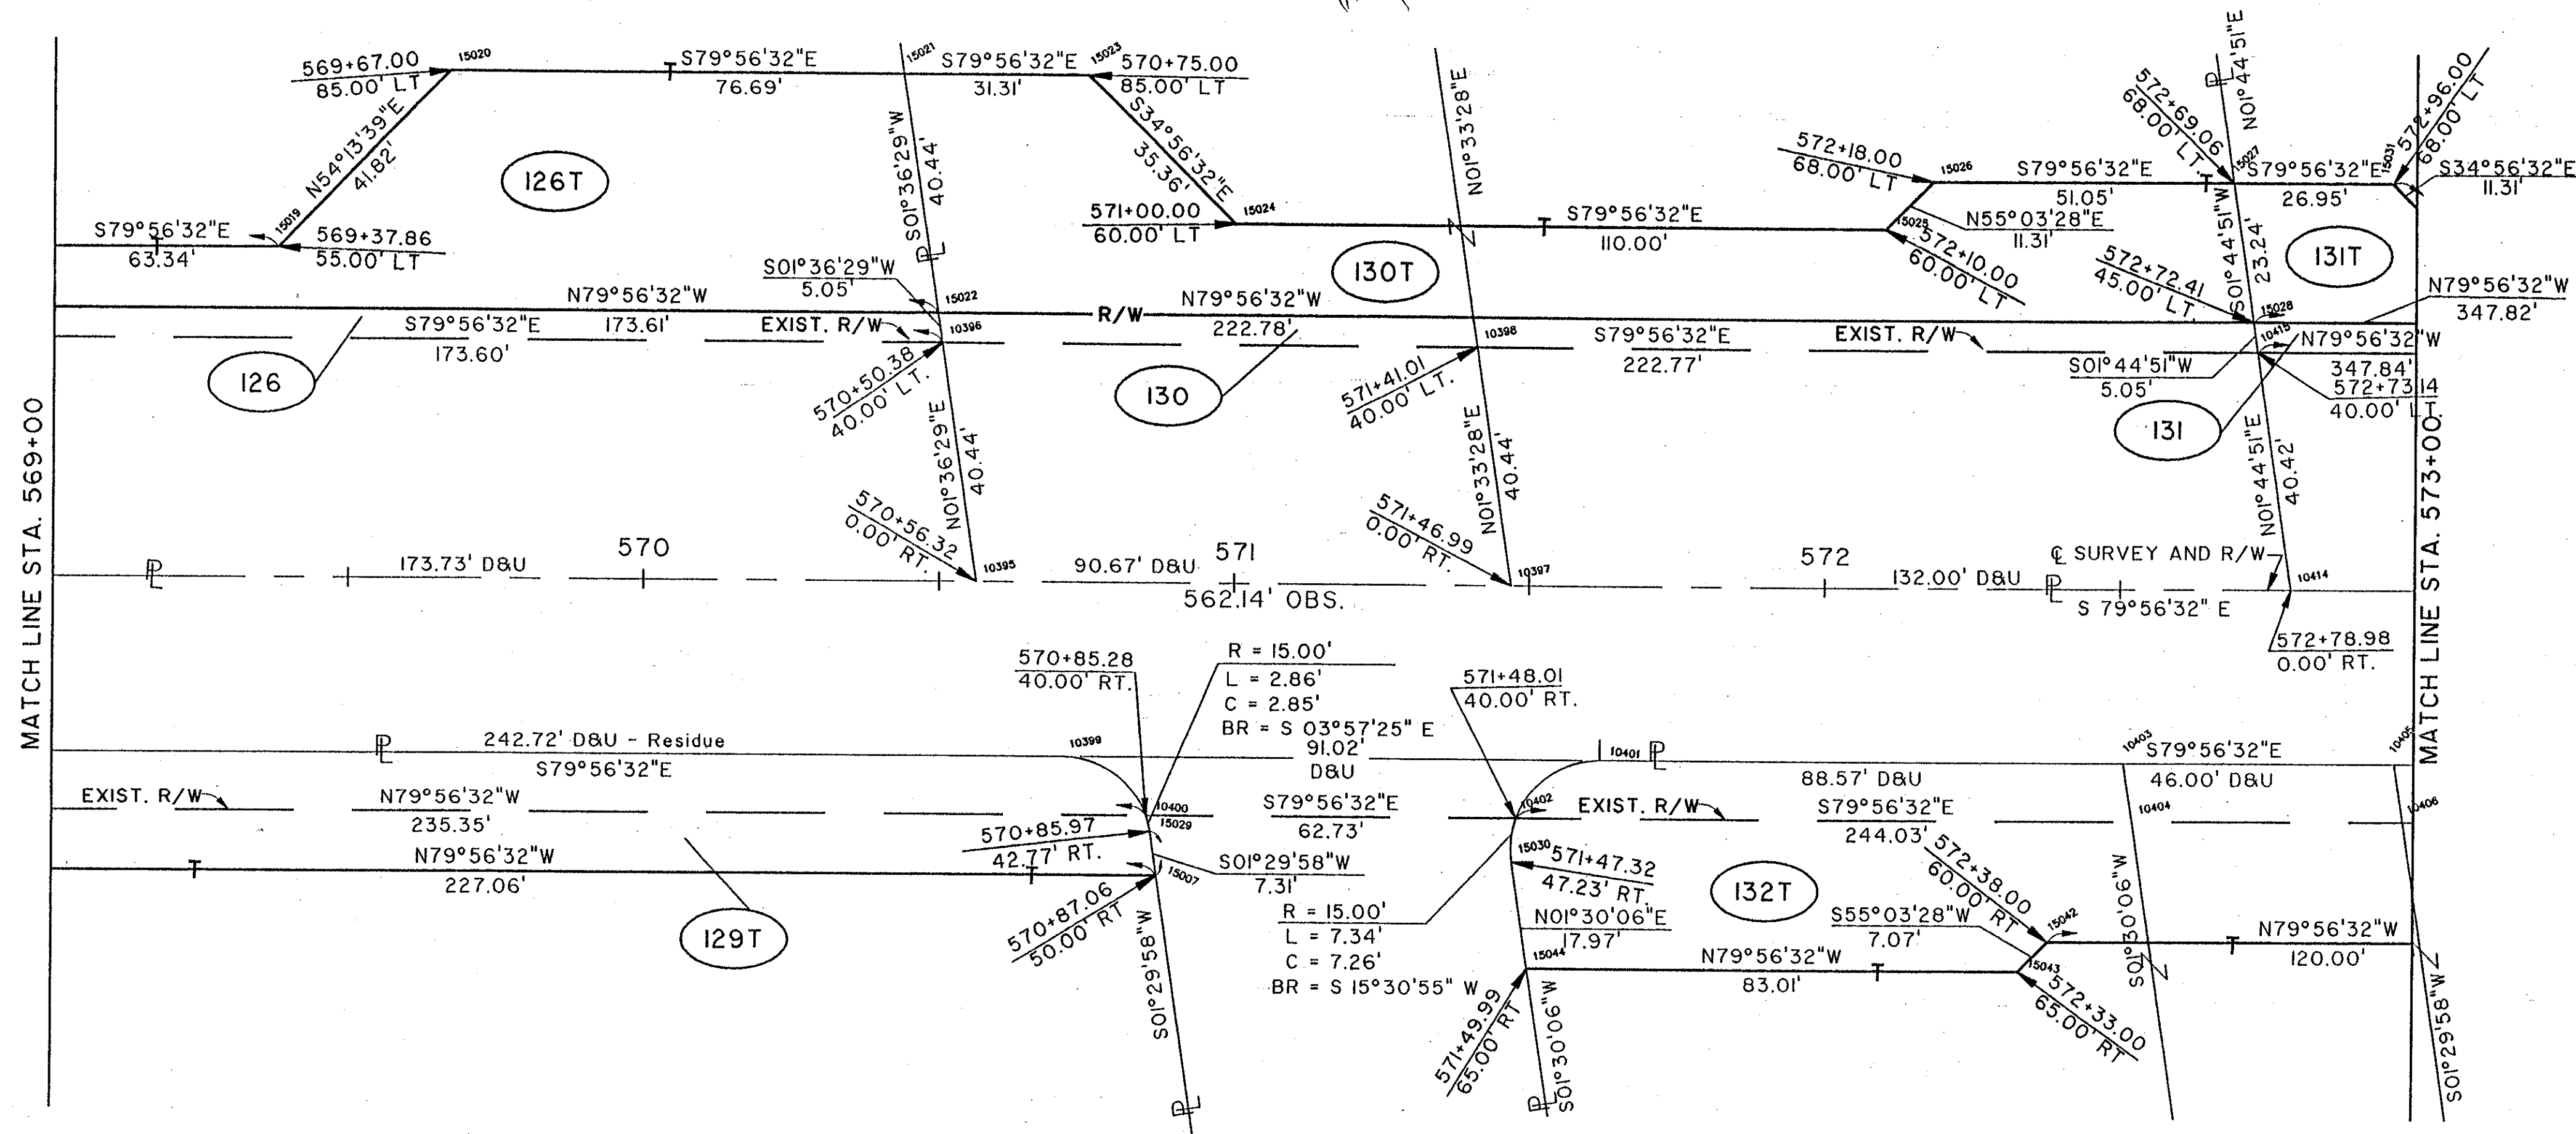 MATCH LINE STA. 569+00
569+67.00
85.00' LT
15020
S79°56'32"E
76.69'
15021
S79°56'32"E
31.31'
15023
570+75.00
85.00' LT
N54°13'39"E
41.82'
126T
S01°36'29"W
40.44'
PL
S34°56'32"E
35.36'
N01°33'28"E
572+18.00
68.00' LT
15026
S79°56'32"E
51.05'
572+69.06
68.00' LT.
PL
N01°44'51"E
15027
S79°56'32"E
26.95'
15031
572+96.00
68.00' LT
S34°56'32"E
11.31'
15019
S79°56'32"E
63.34'
569+37.86
55.00' LT
571+00.00
60.00' LT
15024
S79°56'32"E
110.00'
15025
N55°03'28"E
11.31'
572+10.00
60.00' LT
S01°44'51"W
23.24'
131T
130T
S01°36'29"W
5.05'
15022
572+72.41
45.00' LT.
15028
N79°56'32"W
347.82'
N79°56'32"W
173.61'
R/W
N79°56'32"W
222.78'
S79°56'32"E
173.60'
EXIST. R/W
10396
10398
S79°56'32"E
222.77'
EXIST. R/W
10415
N79°56'32"W
347.84'
S01°44'51"W
5.05'
572+73.14
40.00' LT.
126
570+50.38
40.00' LT.
130
571+41.01
40.00' LT.
131
N01°36'29"E
40.44'
N01°33'28"E
40.44'
N01°44'51"E
40.42'
MATCH LINE STA. 573+00
570+56.32
0.00' RT.
571+46.99
0.00' RT.
PL
173.73' D&U
570
10395
90.67' D&U
571
562.14' OBS.
10397
572
132.00' D&U
PL
CL SURVEY AND R/W
S 79°56'32" E
10414
572+78.98
0.00' RT.
570+85.28
40.00' RT.
R = 15.00'
L = 2.86'
C = 2.85'
BR = S 03°57'25" E
571+48.01
40.00' RT.
PL
242.72' D&U - Residue
S79°56'32"E
10399
91.02'
D&U
10401
PL
88.57' D&U
10403
S79°56'32"E
46.00' D&U
10405
EXIST. R/W
N79°56'32"W
235.35'
10400
15029
S79°56'32"E
62.73'
10402
EXIST. R/W
S79°56'32"E
244.03'
10404
10406
570+85.97
42.77' RT.
N79°56'32"W
227.06'
S01°29'58"W
7.31'
15007
15030
571+47.32
47.23' RT.
132T
572+38.00
60.00' RT
S01°30'06"W
129T
570+87.06
50.00' RT
S01°29'58"W
PL
R = 15.00'
L = 7.34'
C = 7.26'
BR = S 15°30'55" W
N01°30'06"E
17.97'
S55°03'28"W
7.07'
15042
N79°56'32"W
120.00'
15044
N79°56'32"W
83.01'
15043
572+33.00
65.00' RT
571+49.99
65.00' RT
S01°30'06"W
PL
S01°29'58"W